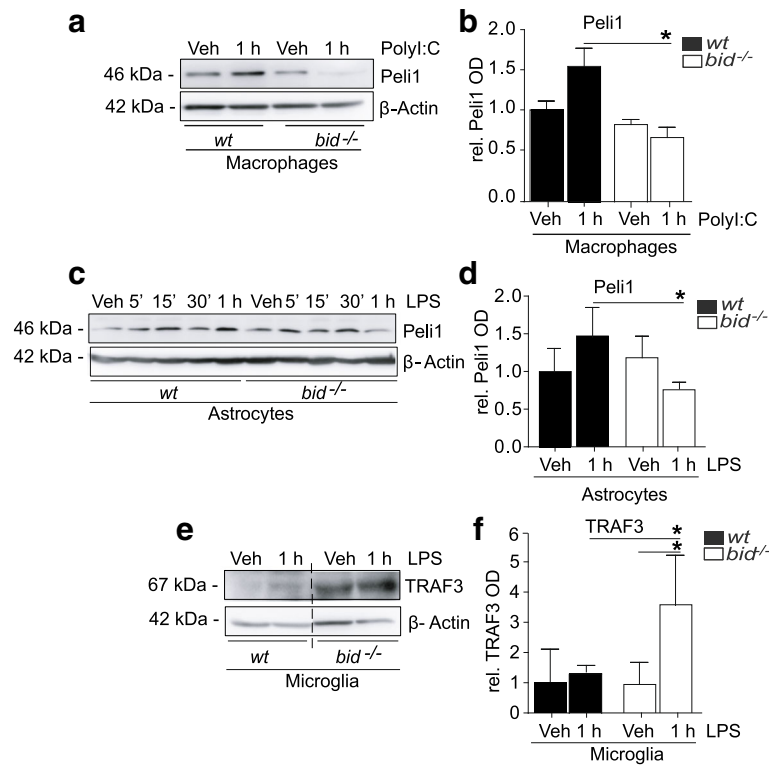 a
Veh 1 h Veh 1 h PolyI:C
46 kDa - Peli1
42 kDa - β-Actin
wt bid -/-
Macrophages
b
Peli1
*
wt
bid-/-
rel. Peli1 OD
2.0
1.5
1.0
0.5
0.0
Veh 1 h Veh 1 h PolyI:C
Macrophages
c
Veh 5' 15' 30' 1 h Veh 5' 15' 30' 1 h LPS
46 kDa - Peli1
42 kDa - β-Actin
wt bid -/-
Astrocytes
d
Peli1
*
wt
bid-/-
rel. Peli1 OD
2.0
1.5
1.0
0.5
0.0
Veh 1 h Veh 1 h LPS
Astrocytes
e
Veh 1 h Veh 1 h LPS
67 kDa - TRAF3
42 kDa - β- Actin
wt bid -/-
Microglia
f
TRAF3
*
*
wt
bid-/-
rel. TRAF3 OD
6
5
4
3
2
1
0
Veh 1 h Veh 1 h LPS
Microglia